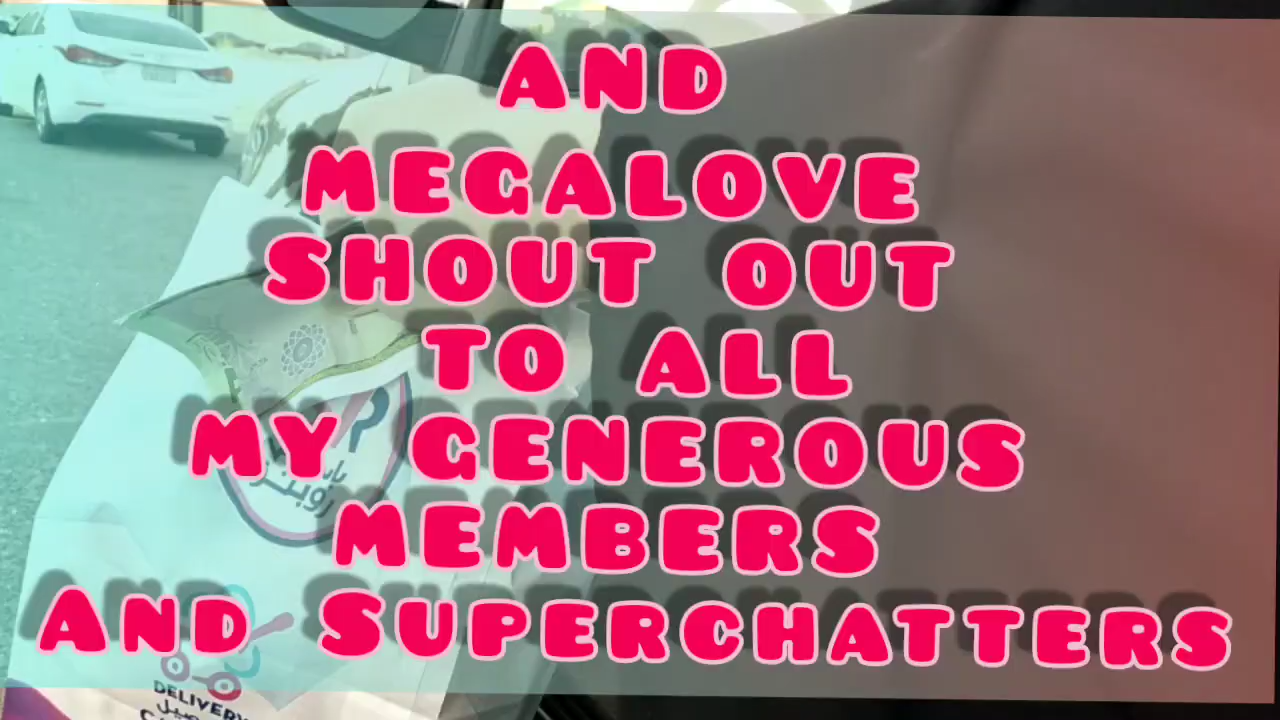 AND
MEGALOVE
SHOUT OUT
TO ALL
MY GENEROUS
MEMBERS
AND SUPERCHATTERS
DELIVERY